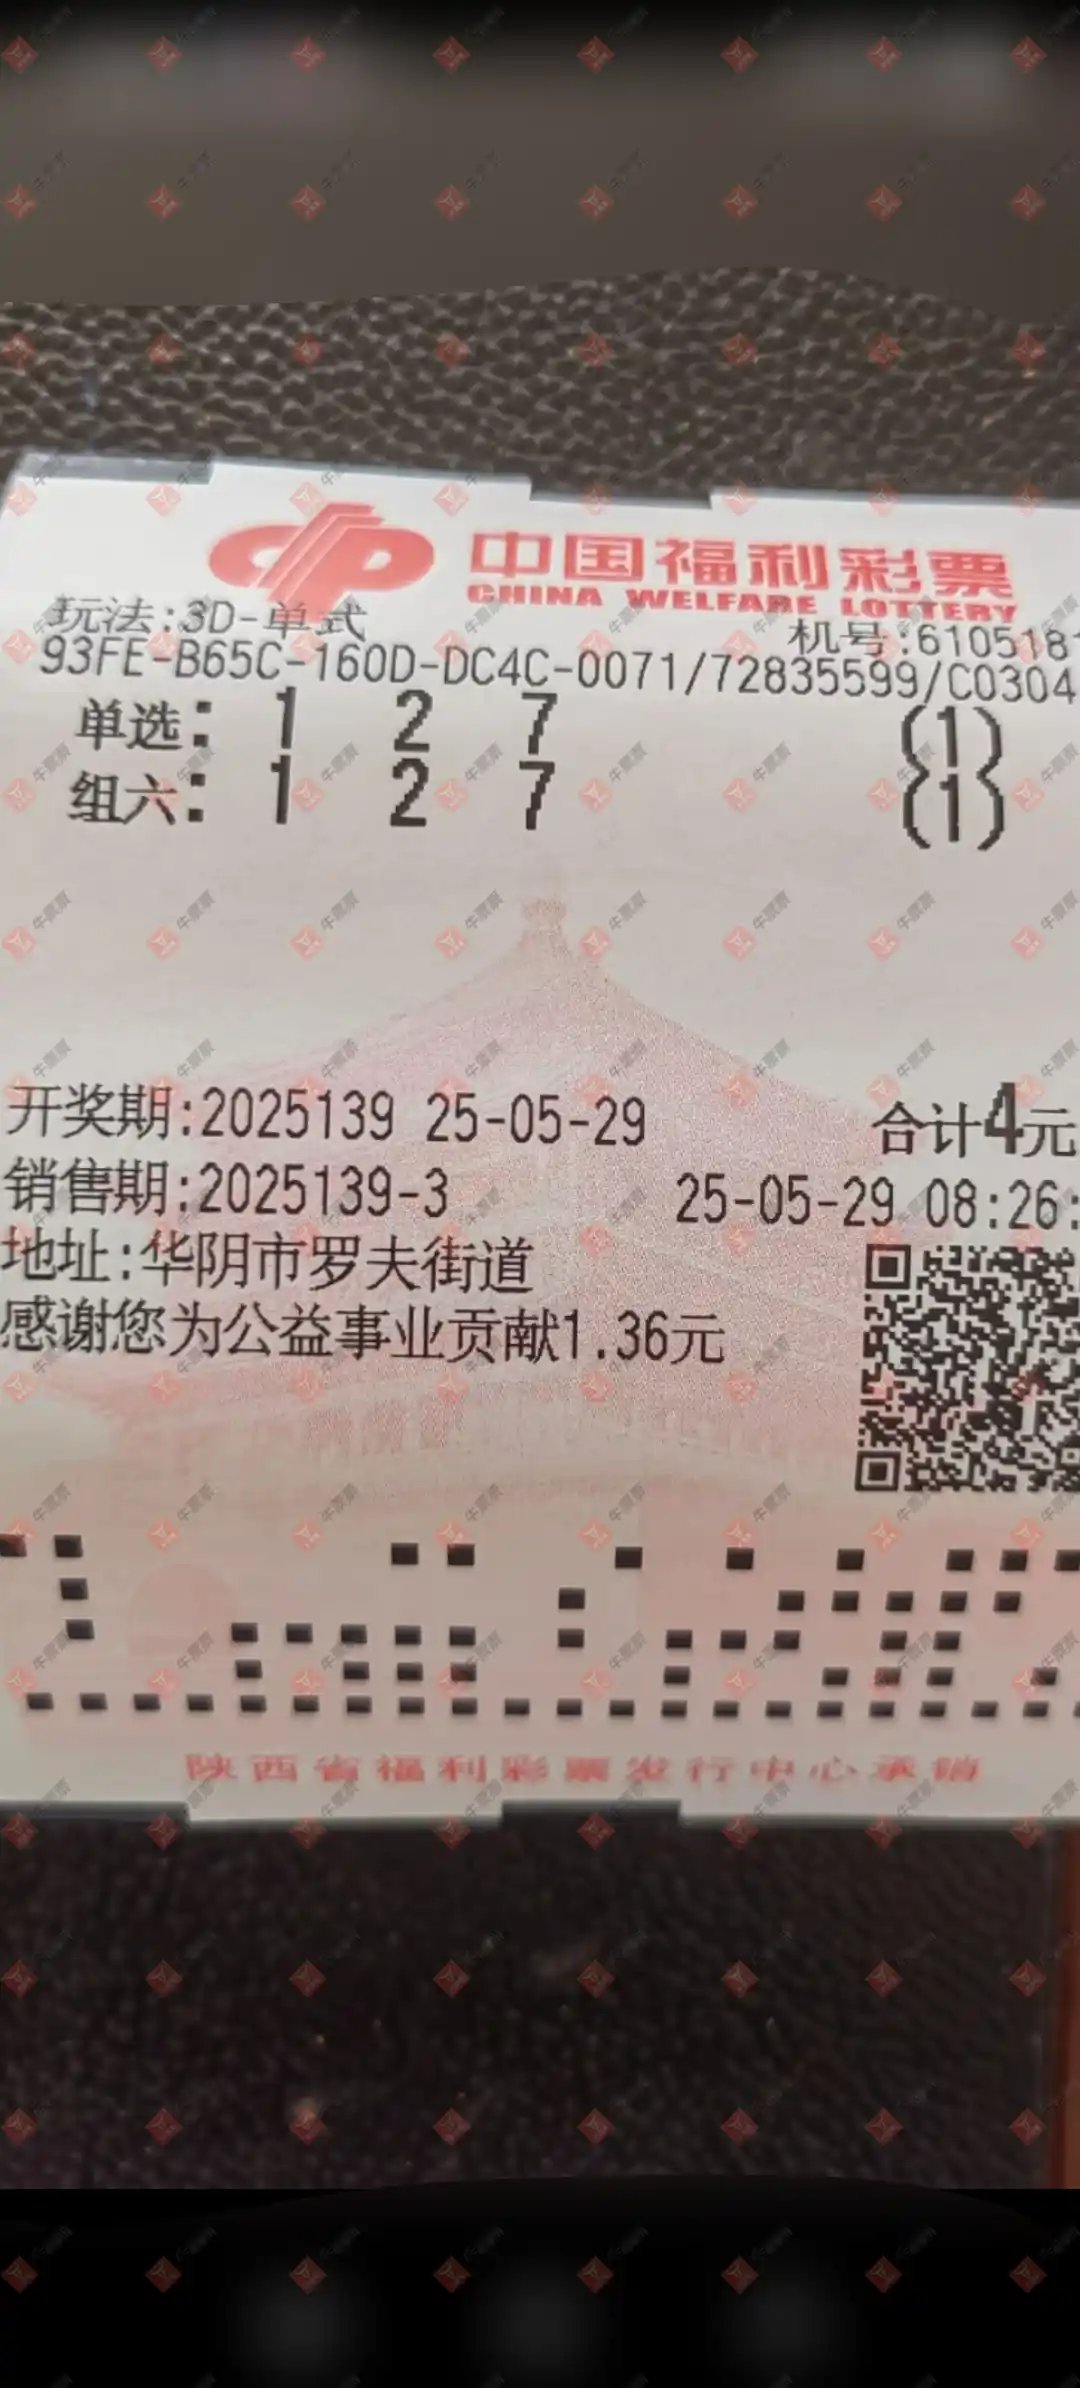 中国福利彩票
CHINA WELFARE LOTTERY
玩法:3D-单式
机号:6105181
93FE-B65C-160D-DC4C-0071/72835599/C0304
单选: 1 2 7 (1)
组六: 1 2 7 (1)
开奖期:2025139 25-05-29 合计4元
销售期:2025139-3 25-05-29 08:26:
地址:华阴市罗夫街道
感谢您为公益事业贡献1.36元
陕西省福利彩票发行中心承销